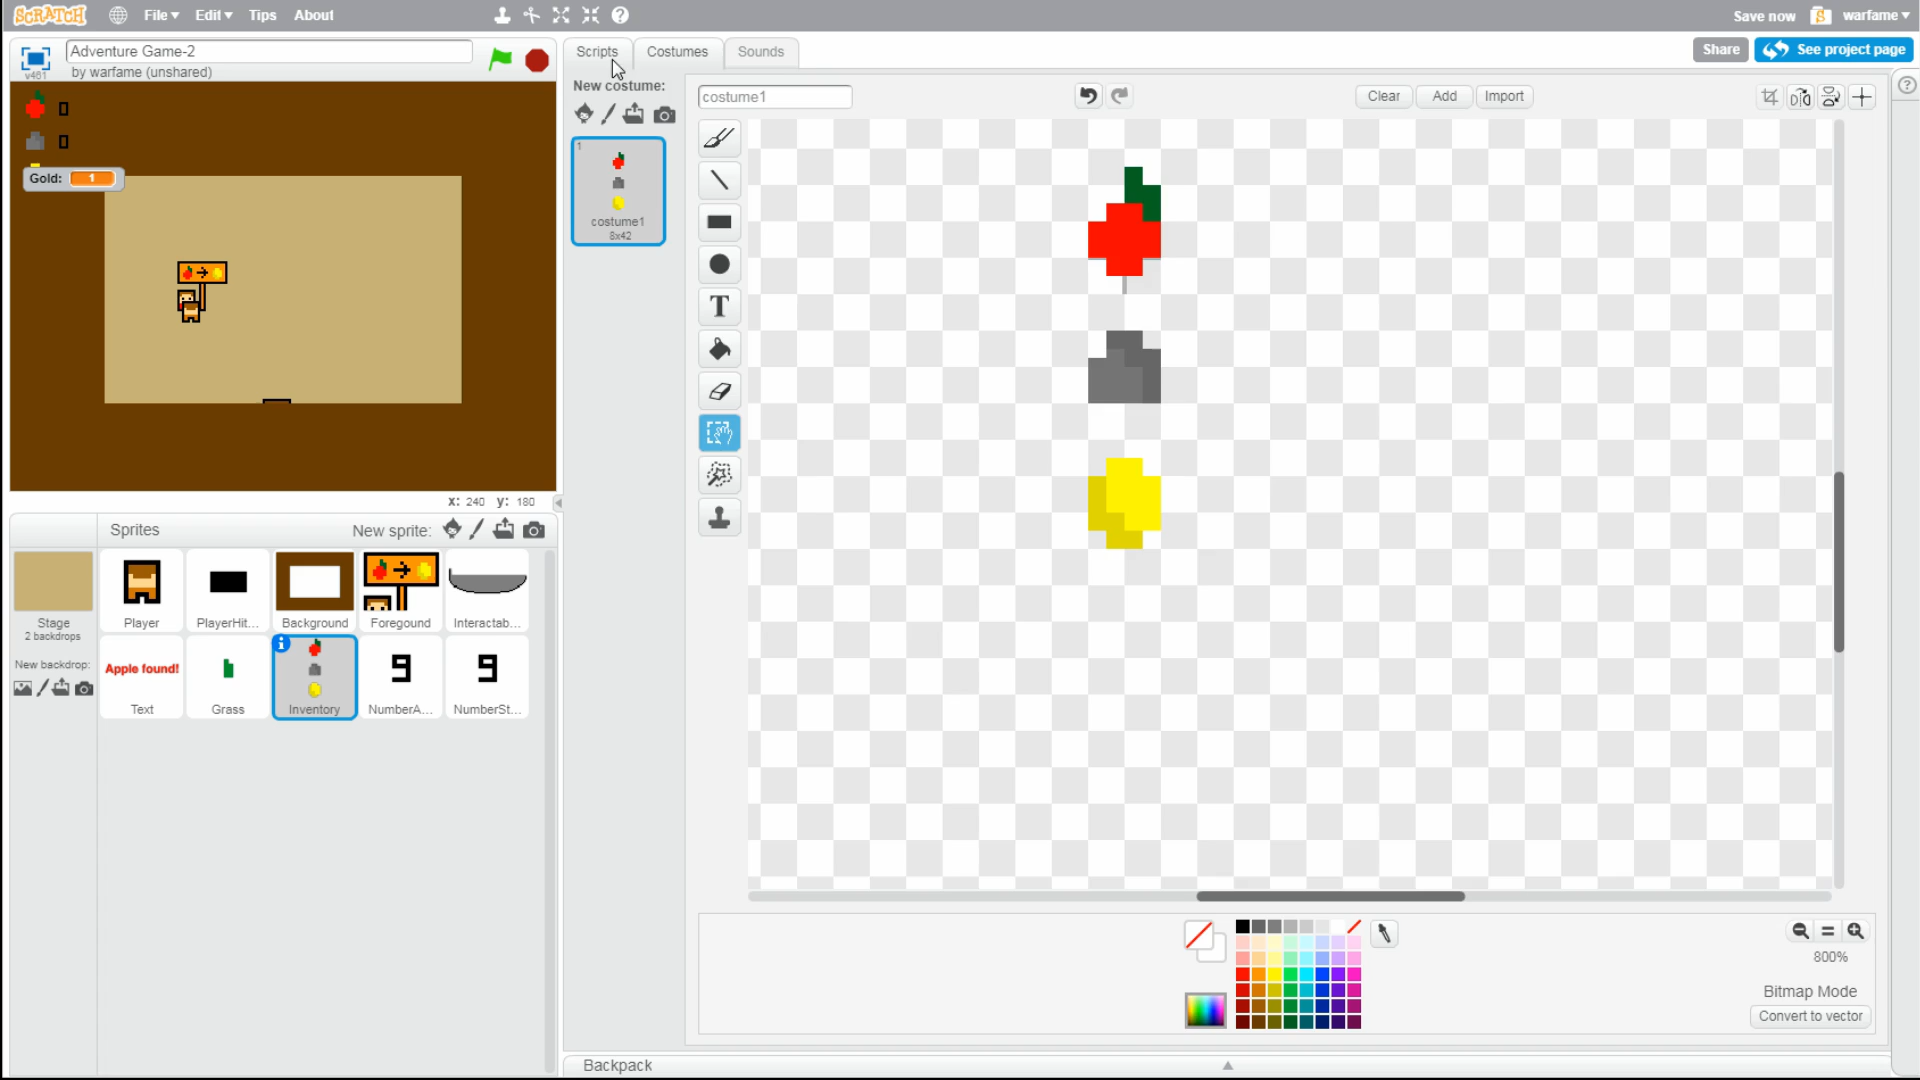 SCRATCH File▾ Edit▾ Tips About Save now S warfame▾
v461 Adventure Game-2
by warfame (unshared)
Scripts Costumes Sounds Share See project page
New costume:
costume1 Clear Add Import
0
0
Gold: 1
1
costume1
8x42
T
x: 240 y: 180
Sprites New sprite:
Stage
2 backdrops
New backdrop:
Player PlayerHit... Background Foregound Interactab...
Apple found!
9 9
Text Grass Inventory NumberA... NumberSt...
800%
Bitmap Mode
Convert to vector
Backpack